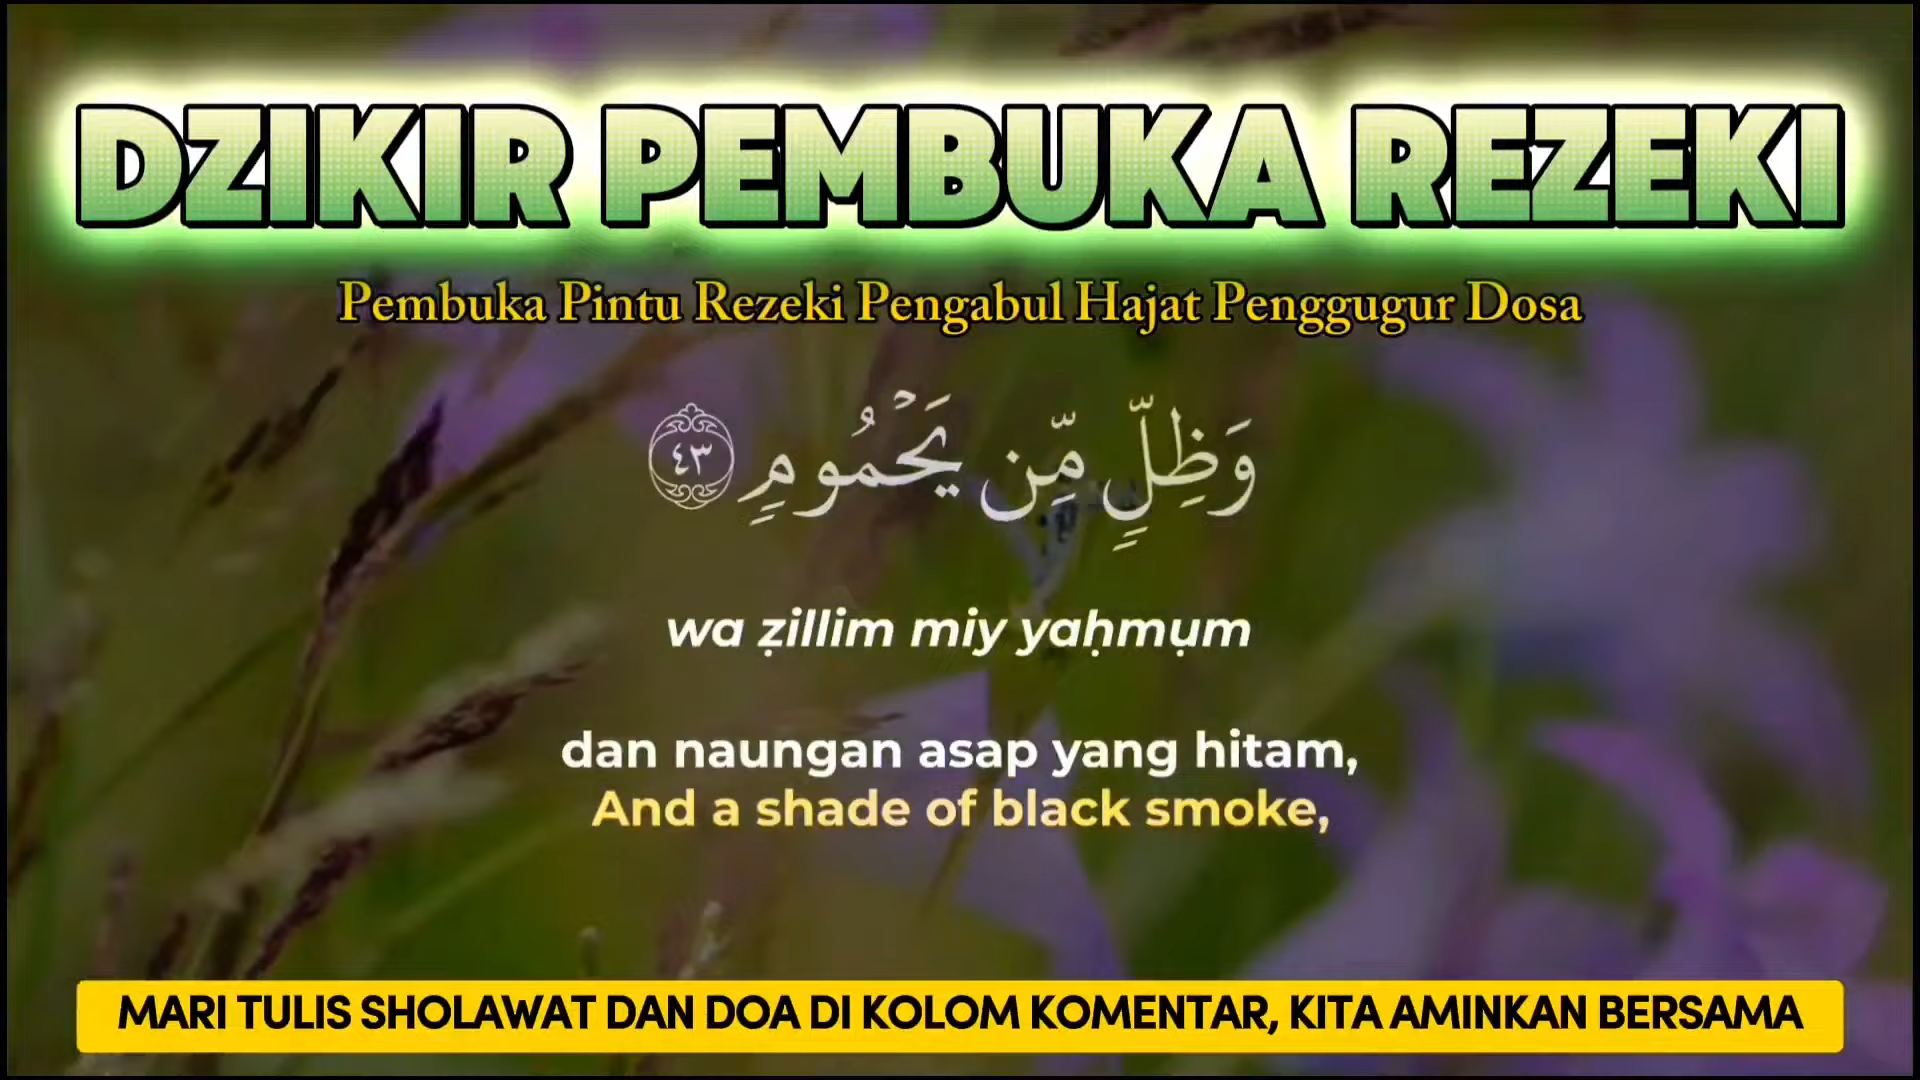 DZIKIR PEMBUKA REZEKI
Pembuka Pintu Rezeki Pengabul Hajat Penggugur Dosa
وَظِلٍّ مِّن يَحْمُومٍ ٤٣
wa ẓillim miy yaḥmụm
dan naungan asap yang hitam,
And a shade of black smoke,
MARI TULIS SHOLAWAT DAN DOA DI KOLOM KOMENTAR, KITA AMINKAN BERSAMA